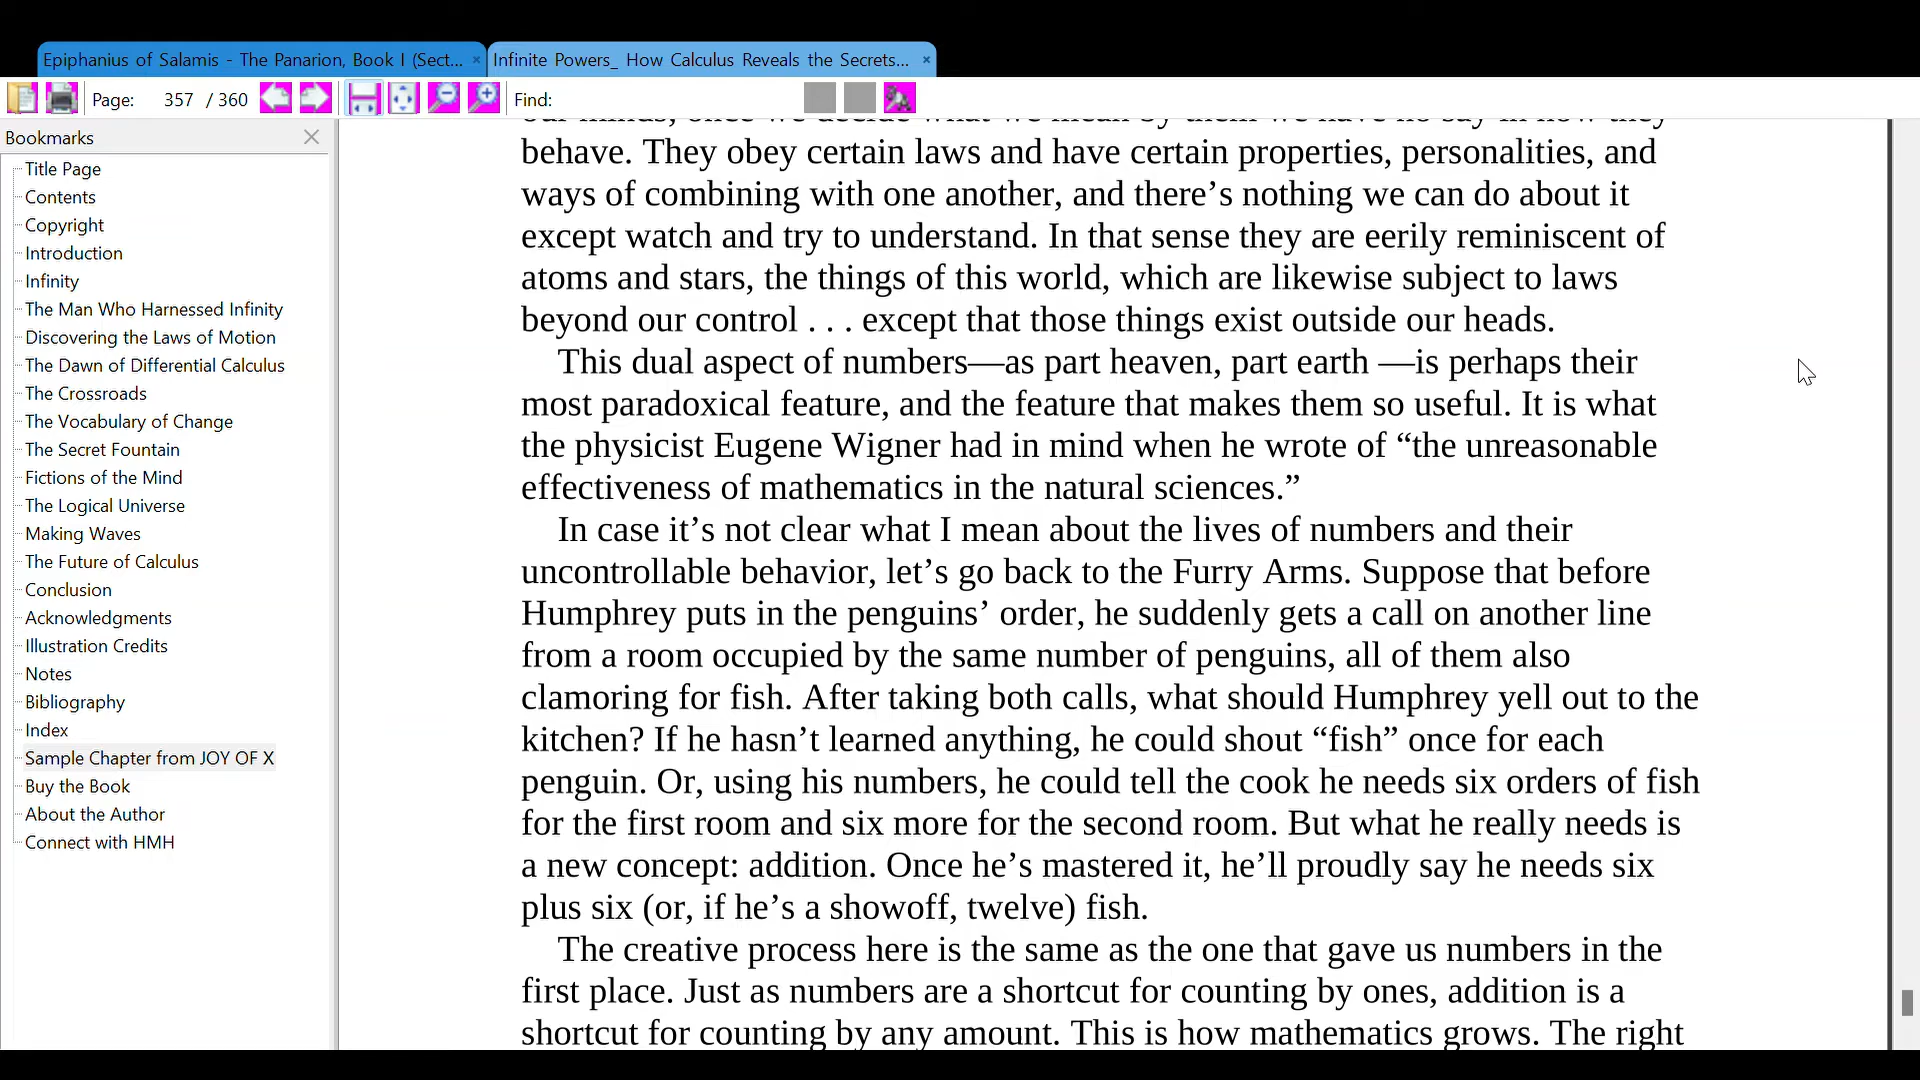 Epiphanius of Salamis - The Panarion, Book I (Sect...
Infinite Powers_ How Calculus Reveals the Secrets...
Page: 357 / 360
Find:
Bookmarks
Title Page
Contents
Copyright
Introduction
Infinity
The Man Who Harnessed Infinity
Discovering the Laws of Motion
The Dawn of Differential Calculus
The Crossroads
The Vocabulary of Change
The Secret Fountain
Fictions of the Mind
The Logical Universe
Making Waves
The Future of Calculus
Conclusion
Acknowledgments
Illustration Credits
Notes
Bibliography
Index
Sample Chapter from JOY OF X
Buy the Book
About the Author
Connect with HMH
our minds, once we decide what we mean by them we have no say in how they
behave. They obey certain laws and have certain properties, personalities, and
ways of combining with one another, and there’s nothing we can do about it
except watch and try to understand. In that sense they are eerily reminiscent of
atoms and stars, the things of this world, which are likewise subject to laws
beyond our control . . . except that those things exist outside our heads.
This dual aspect of numbers—as part heaven, part earth —is perhaps their
most paradoxical feature, and the feature that makes them so useful. It is what
the physicist Eugene Wigner had in mind when he wrote of “the unreasonable
effectiveness of mathematics in the natural sciences.”
In case it’s not clear what I mean about the lives of numbers and their
uncontrollable behavior, let’s go back to the Furry Arms. Suppose that before
Humphrey puts in the penguins’ order, he suddenly gets a call on another line
from a room occupied by the same number of penguins, all of them also
clamoring for fish. After taking both calls, what should Humphrey yell out to the
kitchen? If he hasn’t learned anything, he could shout “fish” once for each
penguin. Or, using his numbers, he could tell the cook he needs six orders of fish
for the first room and six more for the second room. But what he really needs is
a new concept: addition. Once he’s mastered it, he’ll proudly say he needs six
plus six (or, if he’s a showoff, twelve) fish.
The creative process here is the same as the one that gave us numbers in the
first place. Just as numbers are a shortcut for counting by ones, addition is a
shortcut for counting by any amount. This is how mathematics grows. The right